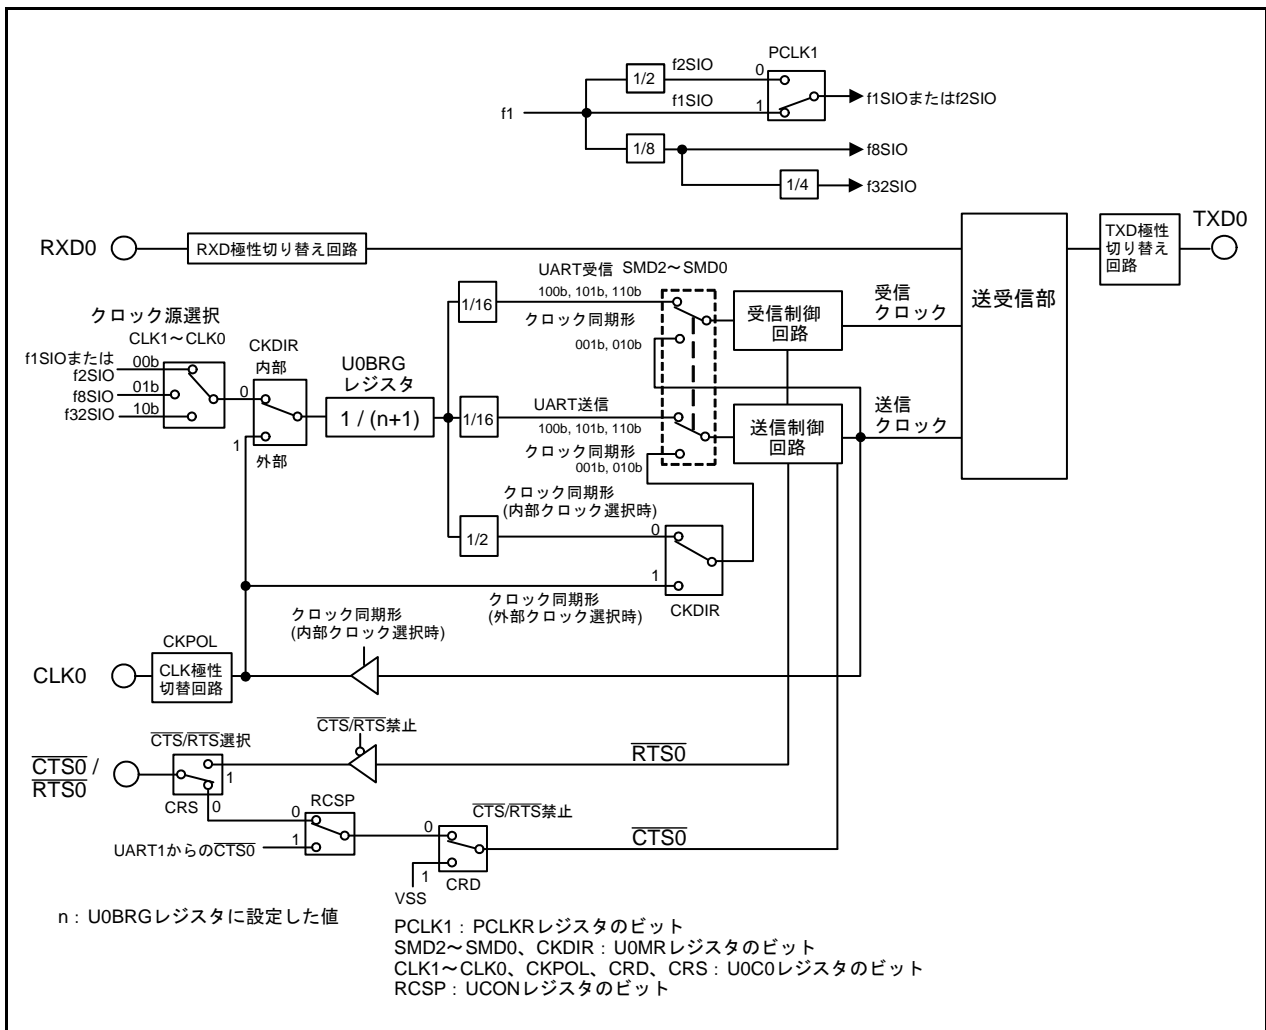 PCLK1
f2SIO
0
1/2
f1SIO
1
f1SIOまたはf2SIO
f1
1/8
f8SIO
1/4
f32SIO
RXD0
RXD極性切り替え回路
TXD極性
切り替え
回路
TXD0
UART受信
SMD2～SMD0
100b, 101b, 110b
1/16
クロック同期形
001b, 010b
受信制御
回路
受信
クロック
送受信部
クロック源選択
CLK1～CLK0
f1SIOまたは
f2SIO
00b
f8SIO
01b
f32SIO
10b
CKDIR
内部
0
1
外部
U0BRG
レジスタ
1 / (n+1)
UART送信
1/16
100b, 101b, 110b
クロック同期形
001b, 010b
送信制御
回路
送信
クロック
クロック同期形
(内部クロック選択時)
0
1/2
1
CKDIR
クロック同期形
(外部クロック選択時)
クロック同期形
(内部クロック選択時)
CKPOL
CLK0
CLK極性
切替回路
CTS/RTS禁止
CTS/RTS選択
CTS0 /
RTS0
1
CRS
0
RTS0
RCSP
0
1
UART1からのCTS0
CTS/RTS禁止
0
1
CRD
VSS
CTS0
n : U0BRGレジスタに設定した値
PCLK1 : PCLKRレジスタのビット
SMD2～SMD0、CKDIR : U0MRレジスタのビット
CLK1～CLK0、CKPOL、CRD、CRS : U0C0レジスタのビット
RCSP : UCONレジスタのビット